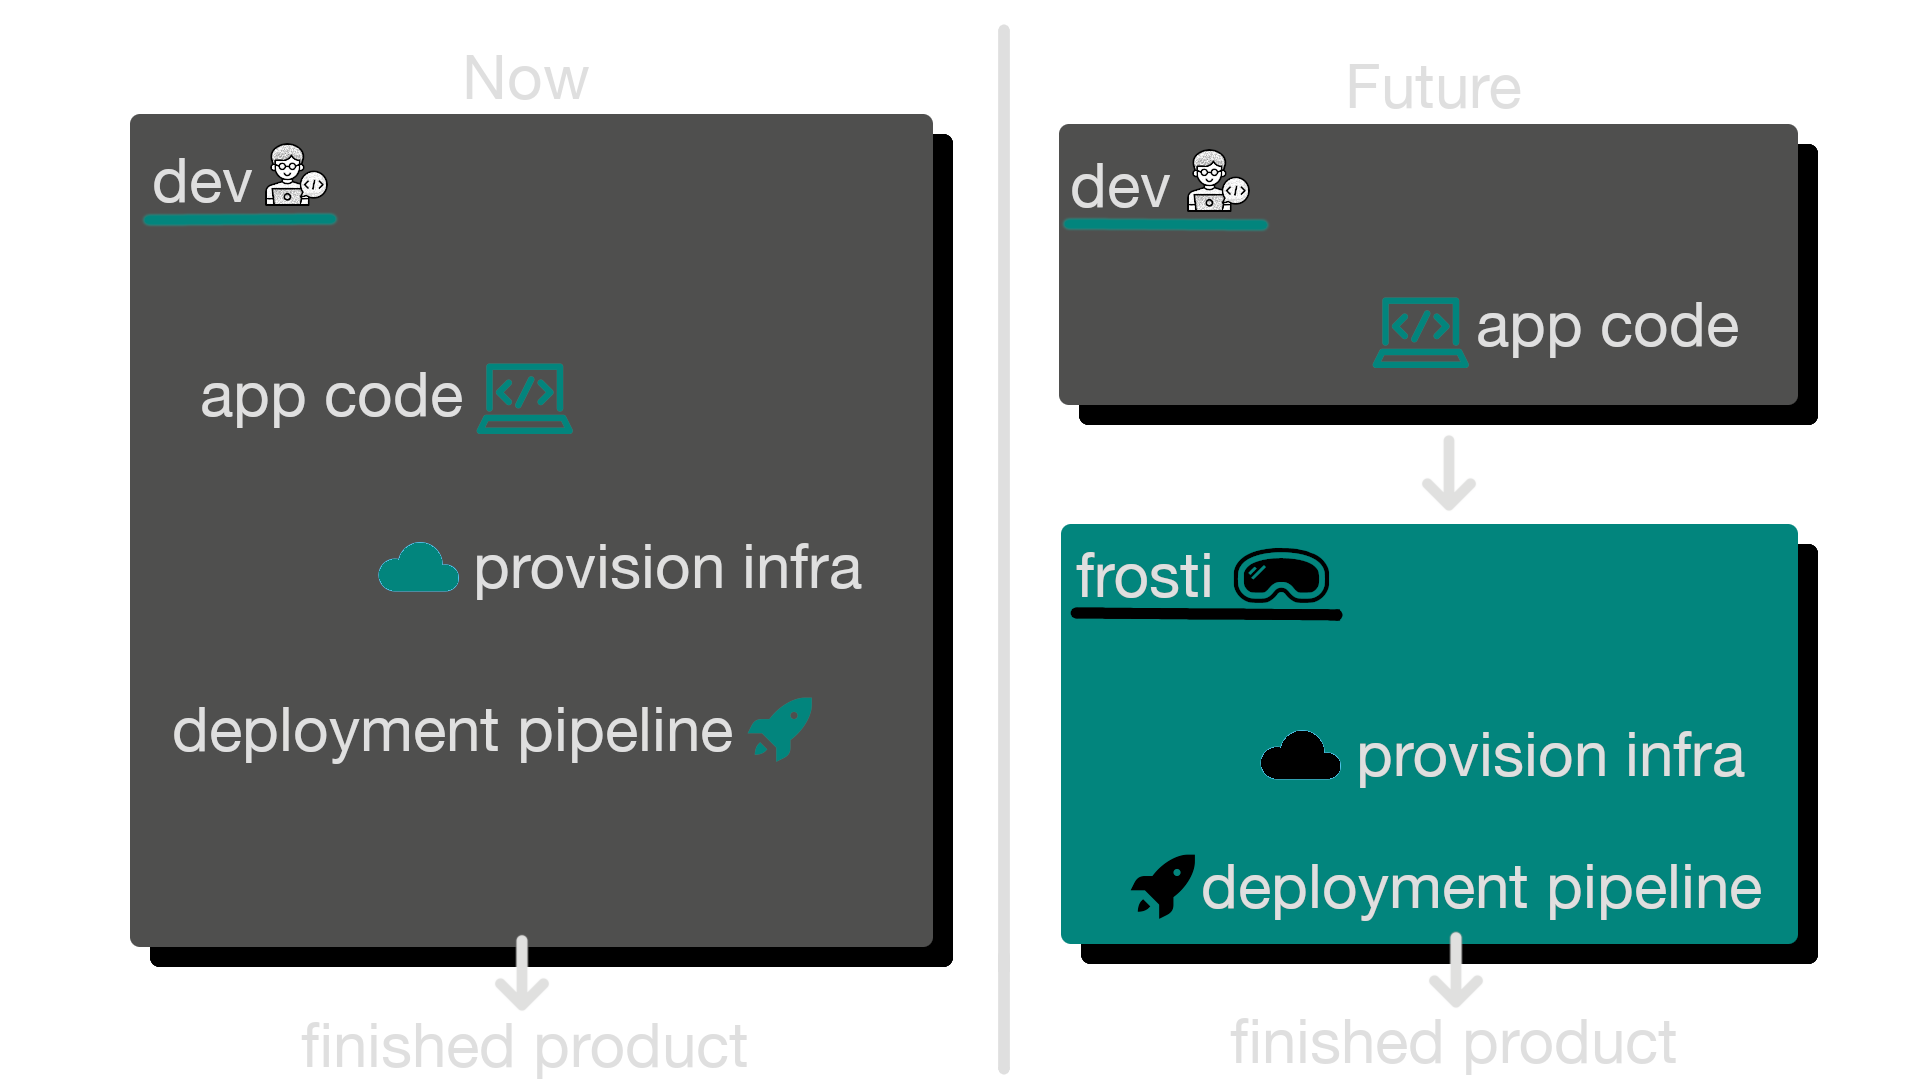 Now
dev
app code
provision infra
deployment pipeline
finished product
Future
dev
app code
frosti
provision infra
deployment pipeline
finished product